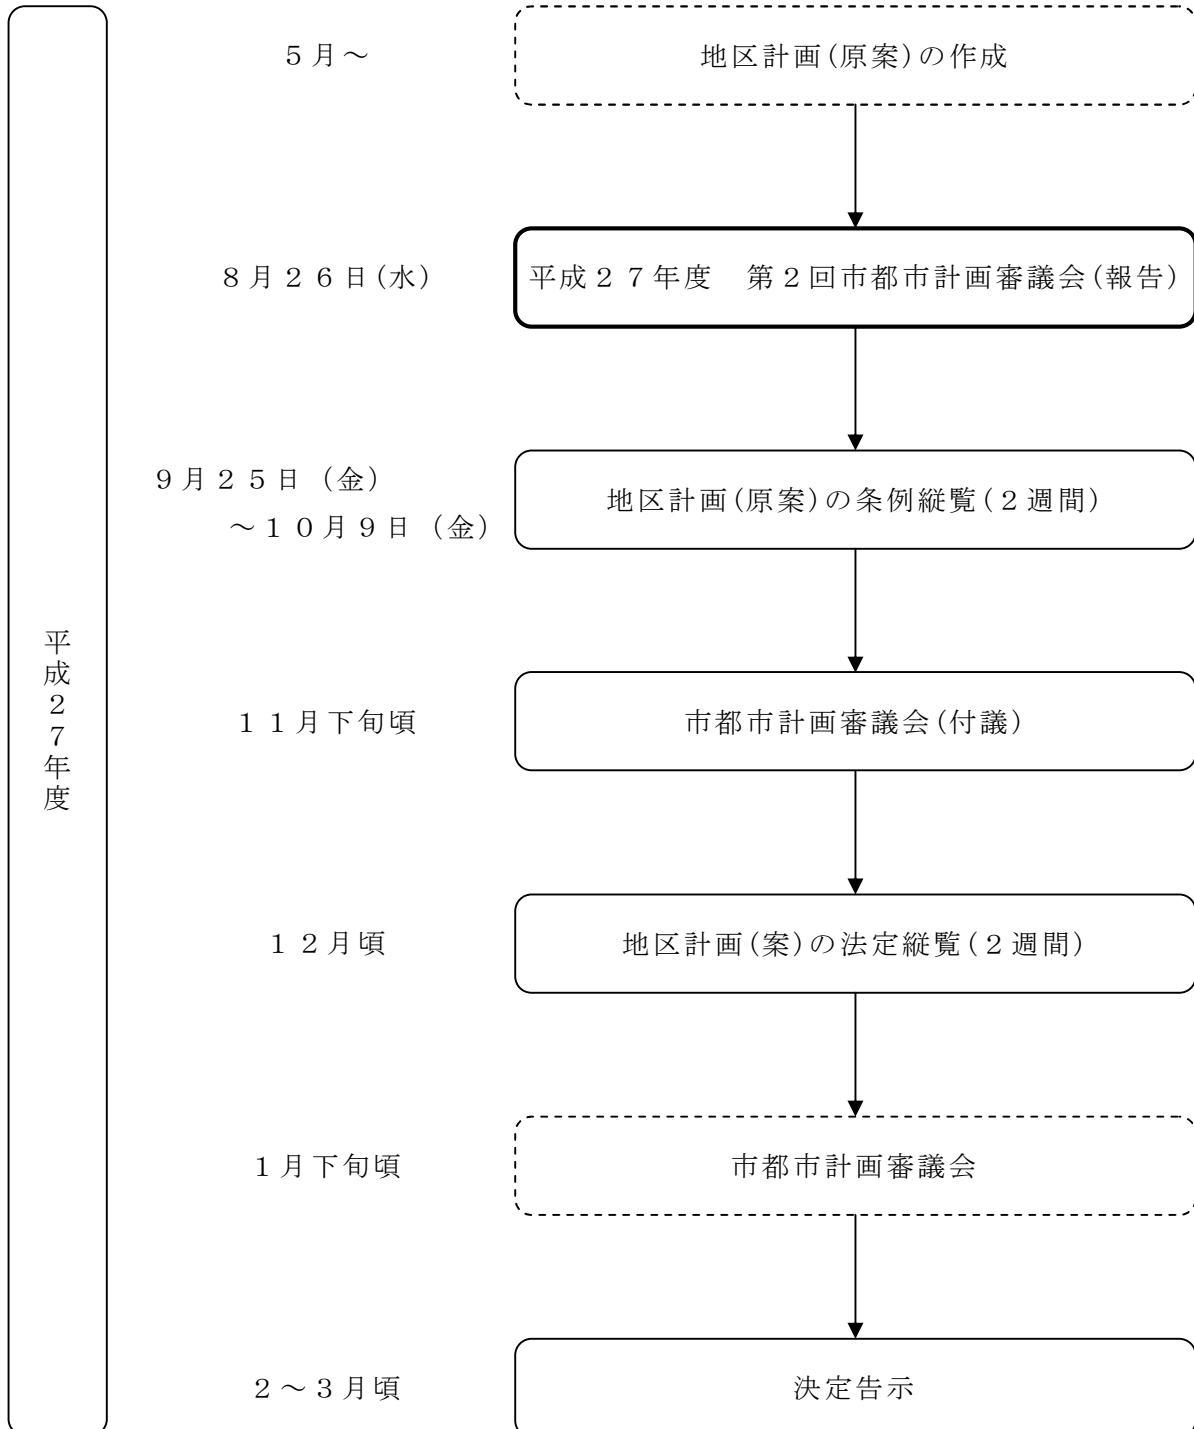 平成２７年度
５月～
地区計画(原案)の作成
８月２６日(水)
平成２７年度　第２回市都市計画審議会(報告)
９月２５日（金）
～１０月９日（金）
地区計画(原案)の条例縦覧(２週間)
１１月下旬頃
市都市計画審議会(付議)
１２月頃
地区計画(案)の法定縦覧(２週間)
１月下旬頃
市都市計画審議会
２～３月頃
決定告示